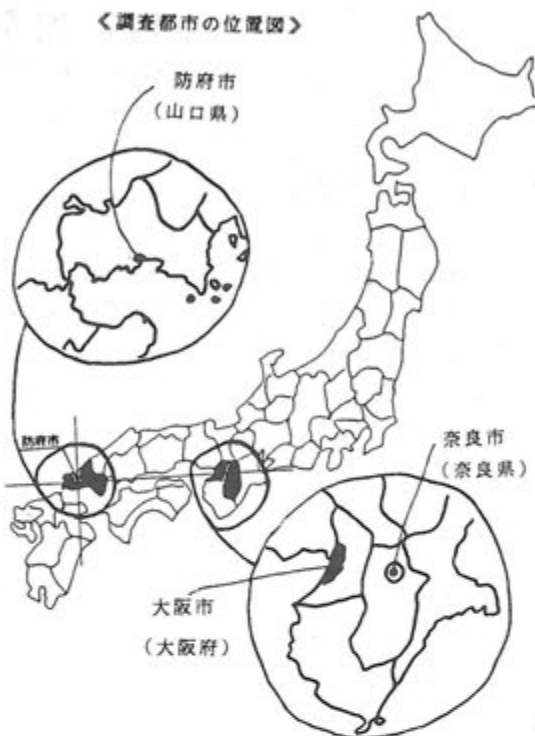 ≪調査都市の位置図≫
防府市
(山口県)
防府市
奈良市
(奈良県)
大阪市
(大阪府)